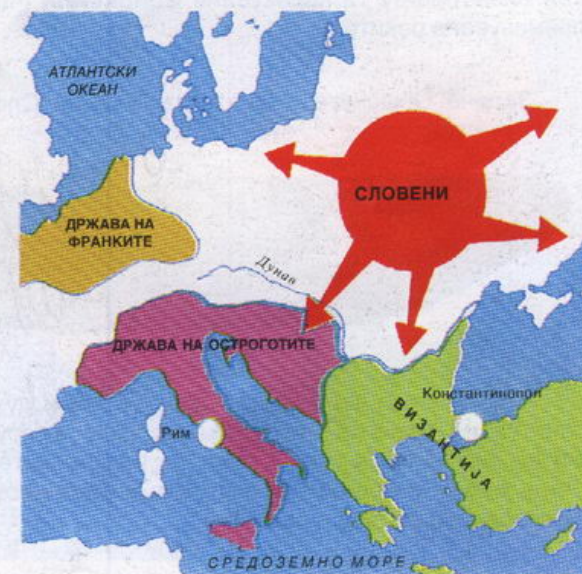 АТЛАНТСКИ
ОКЕАН
СЛОВЕНИ
ДРЖАВА НА
ФРАНКИТЕ
Дунав
ДРЖАВА НА ОСТРОГОТИТЕ
Константинопол
ВИЗАНТИЈА
Рим
СРЕДОЗЕМНО МОРЕ